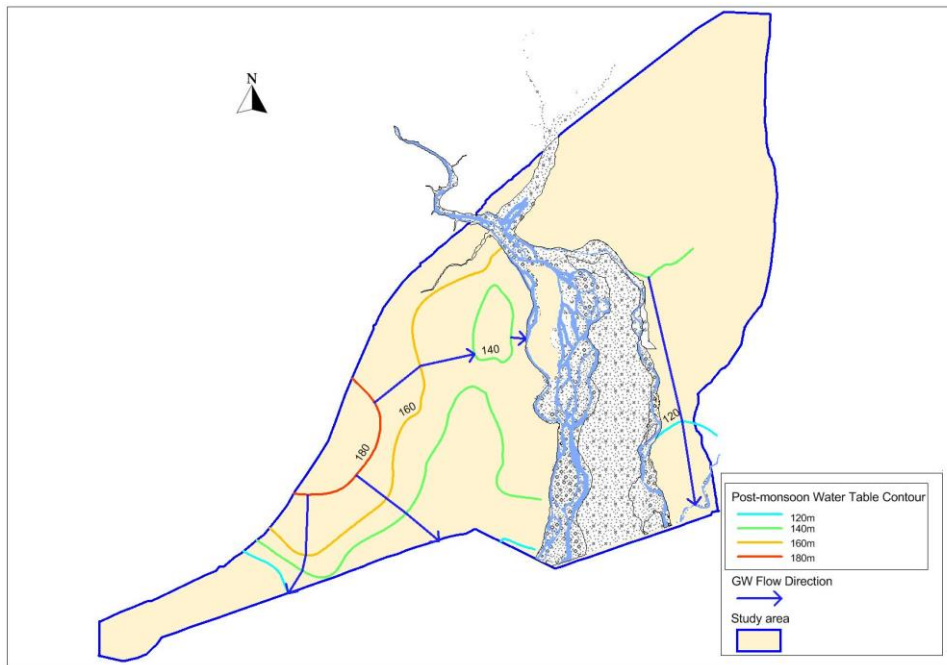 N
140
160
180
120
Post-monsoon Water Table Contour
120m
140m
160m
180m
GW Flow Direction
Study area